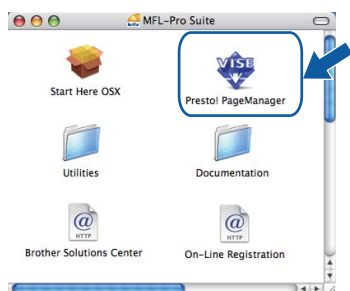 MFL-Pro Suite
VISE
Start Here OSX
Presto! PageManager
Utilities
Documentation
@
HTTP
@
HTTP
Brother Solutions Center
On-Line Registration